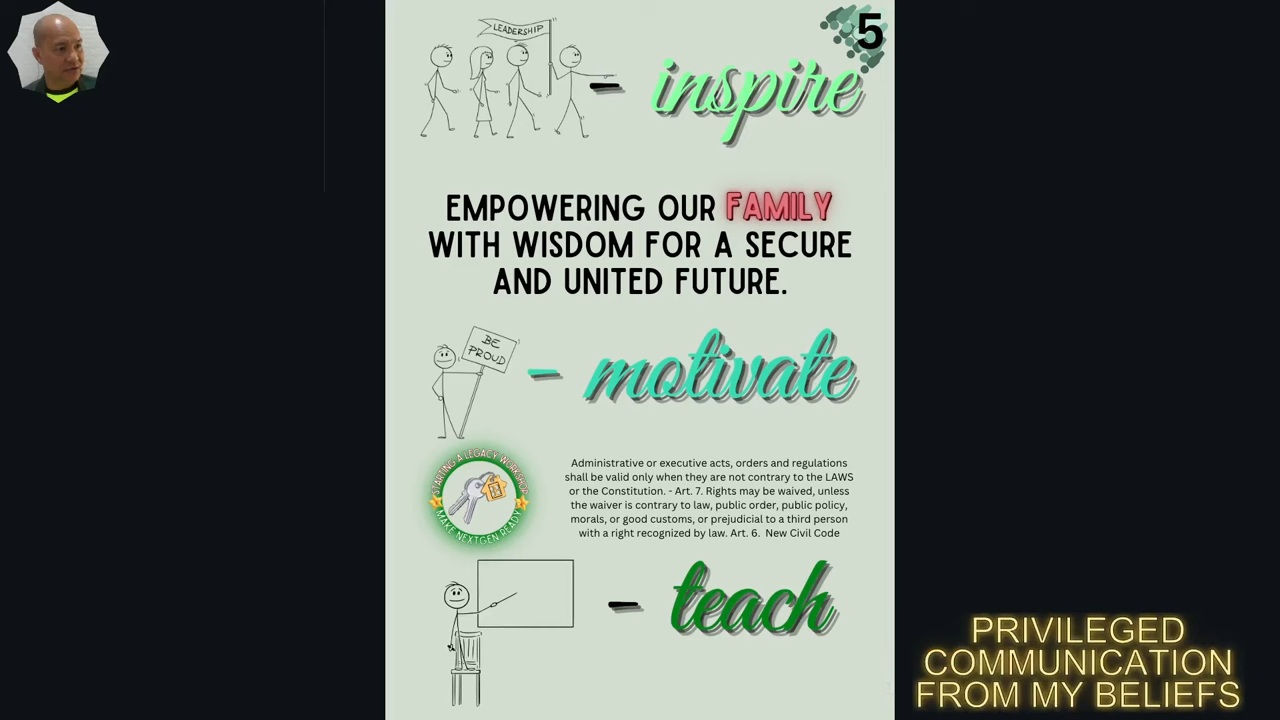 5
LEADERSHIP
- inspire
EMPOWERING OUR FAMILY
WITH WISDOM FOR A SECURE
AND UNITED FUTURE.
BE
PROUD
- motivate
STARTING A LEGACY WORKSHOP
MAKE NEXTGEN READY
Administrative or executive acts, orders and regulations
shall be valid only when they are not contrary to the LAWS
or the Constitution. - Art. 7. Rights may be waived, unless
the waiver is contrary to law, public order, public policy,
morals, or good customs, or prejudicial to a third person
with a right recognized by law. Art. 6.  New Civil Code
- teach
PRIVILEGED
COMMUNICATION
FROM MY BELIEFS